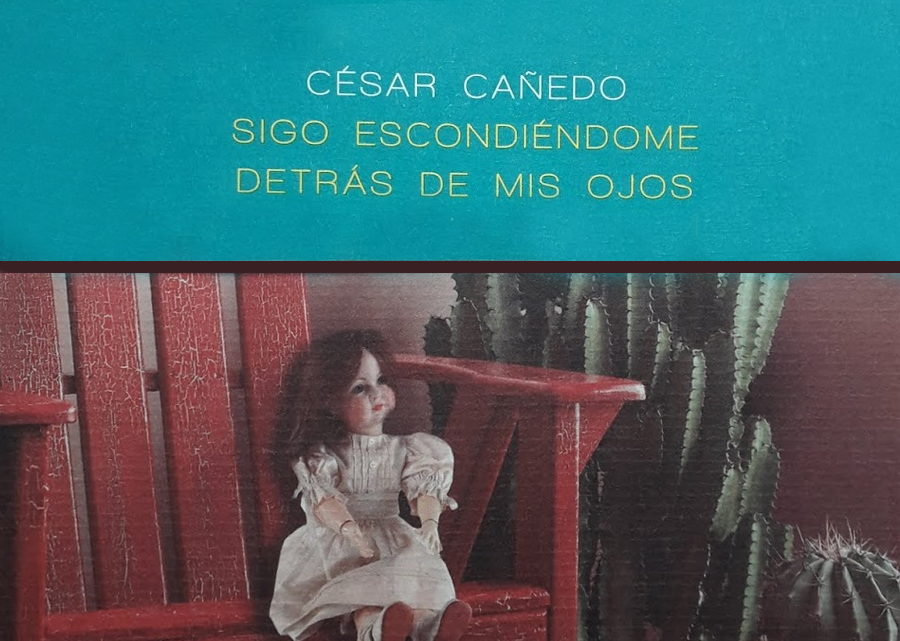 CÉSAR CAÑEDO
SIGO ESCONDIÉNDOME
DETRÁS DE MIS OJOS